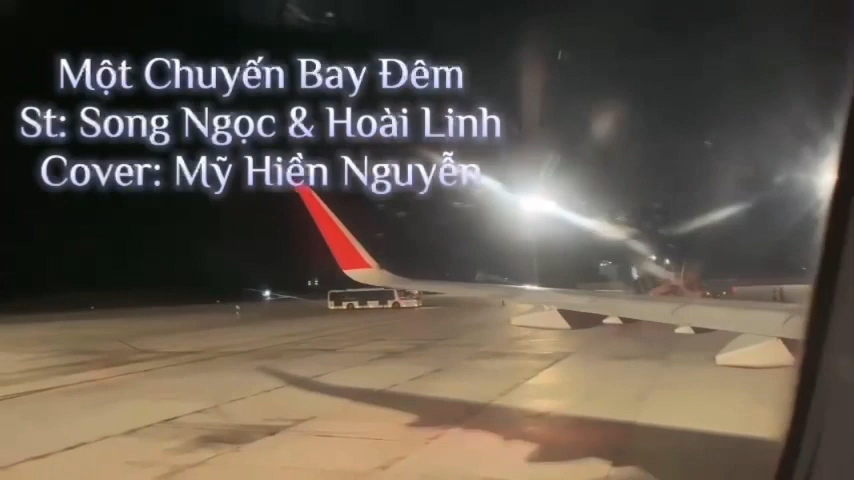 Một Chuyến Bay Đêm
St: Song Ngọc & Hoài Linh
Cover: Mỹ Hiền Nguyễn